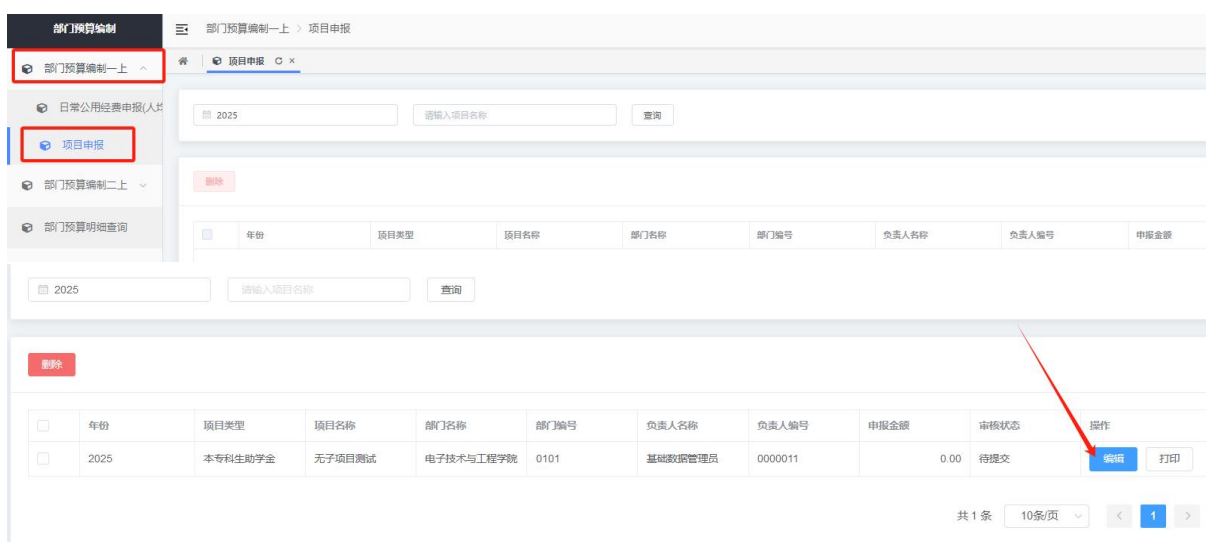 部门预算编制 部门预算编制一上 > 项目申报
部门预算编制一上 项目申报
日常公用经费申报(人均 2025 请输入项目名称 查询
项目申报
部门预算编制二上 删除
部门预算明细查询 年份 项目类型 项目名称 部门名称 部门编号 负责人名称 负责人编号 申报金额
2025 请输入项目名称 查询
删除
年份 项目类型 项目名称 部门名称 部门编号 负责人名称 负责人编号 申报金额 审核状态 操作
2025 本专科生助学金 无子项目测试 电子技术与工程学院 0101 基础数据管理员 0000011 0.00 待提交 编辑 打印
共 1 条 10条/页 < 1 >